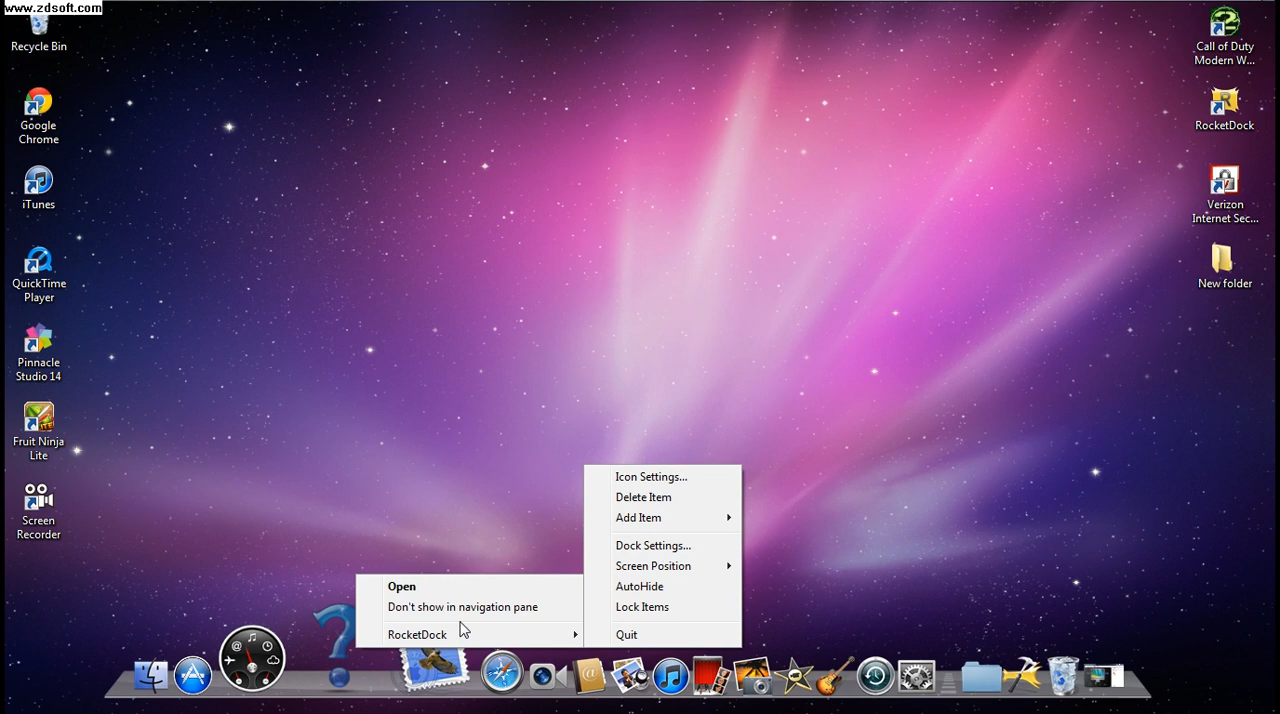 www.zdsoft.com
Recycle Bin
Google
Chrome
iTunes
QuickTime
Player
Pinnacle
Studio 14
Fruit Ninja
Lite
Screen
Recorder
Call of Duty
Modern W...
RocketDock
Verizon
Internet Sec...
New folder
Open
Don't show in navigation pane
RocketDock
Icon Settings...
Delete Item
Add Item
Dock Settings...
Screen Position
AutoHide
Lock Items
Quit